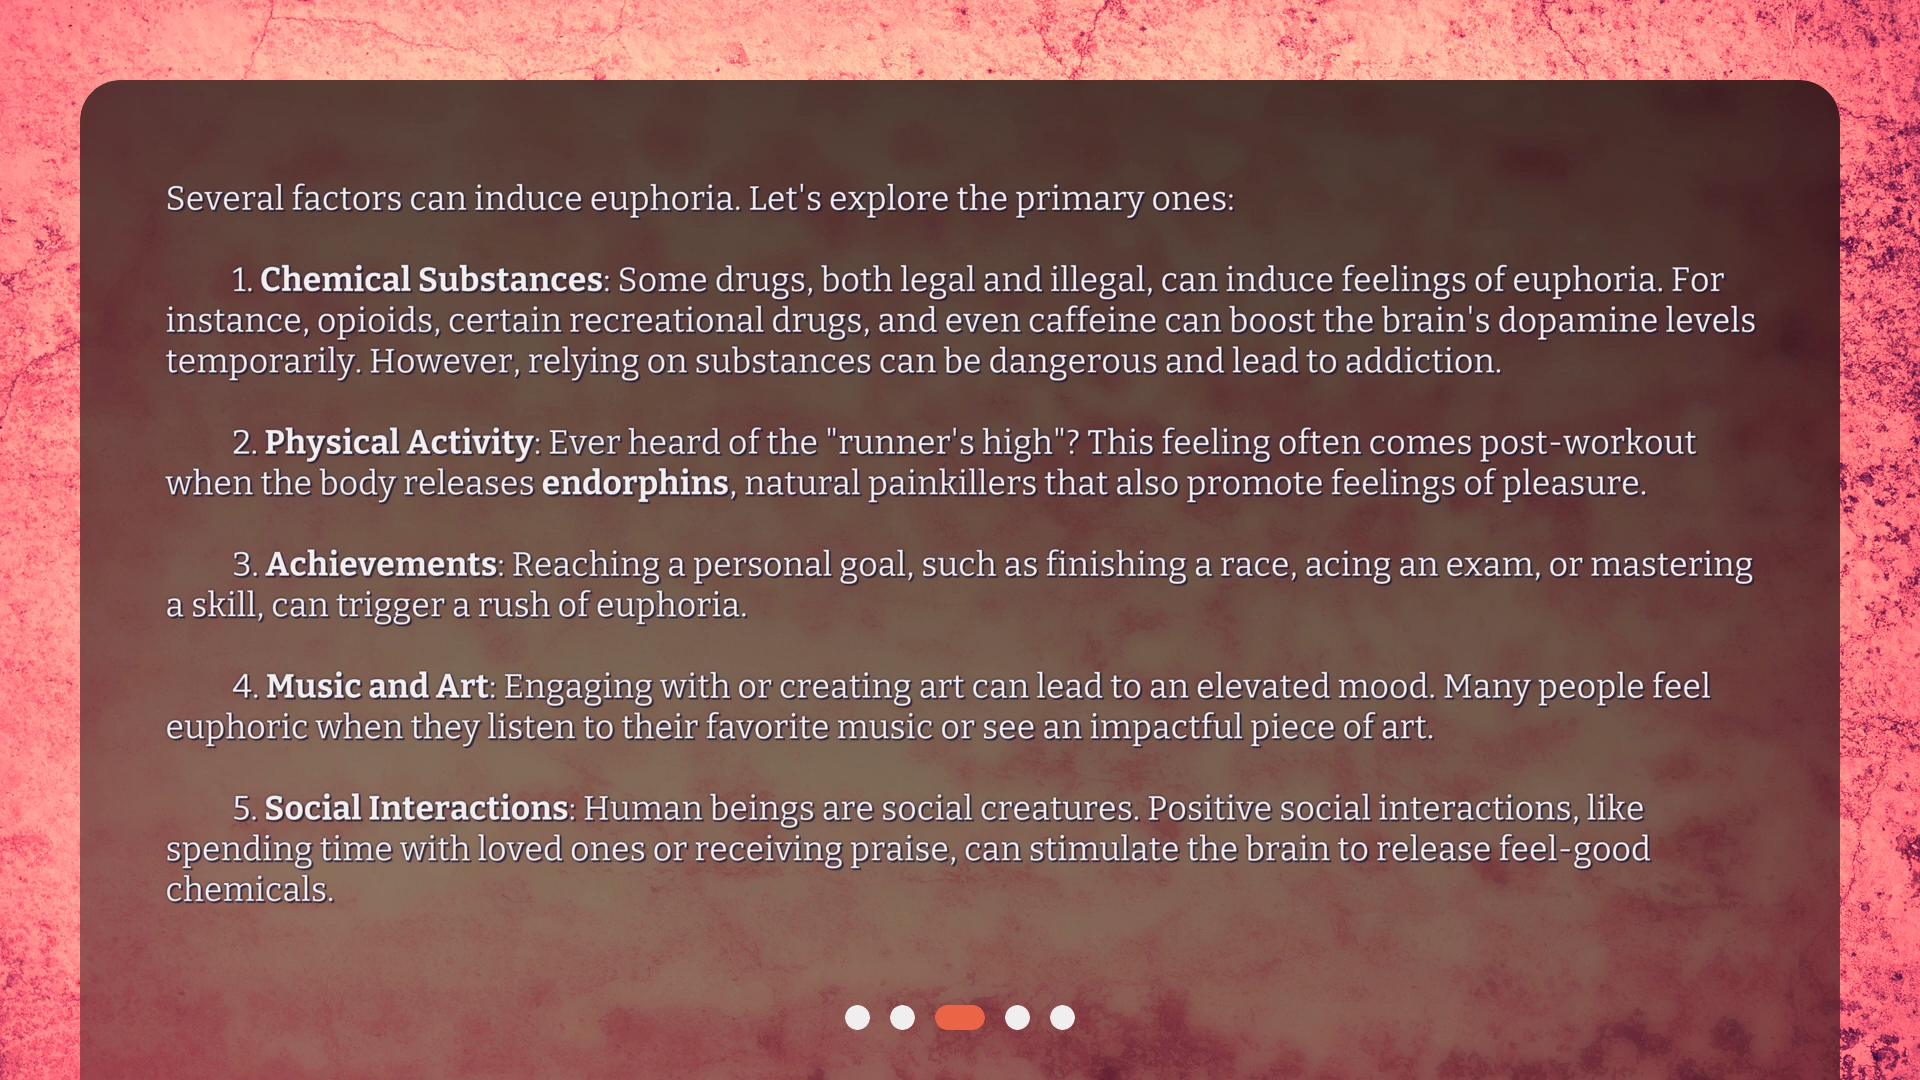 Several factors can induce euphoria. Let's explore the primary ones:
1. Chemical Substances: Some drugs, both legal and illegal, can induce feelings of euphoria. For
instance, opioids, certain recreational drugs, and even caffeine can boost the brain's dopamine levels
temporarily. However, relying on substances can be dangerous and lead to addiction.
2. Physical Activity: Ever heard of the "runner's high"? This feeling often comes post-workout
when the body releases endorphins, natural painkillers that also promote feelings of pleasure.
3. Achievements: Reaching a personal goal, such as finishing a race, acing an exam, or mastering
a skill, can trigger a rush of euphoria.
4. Music and Art: Engaging with or creating art can lead to an elevated mood. Many people feel
euphoric when they listen to their favorite music or see an impactful piece of art.
5. Social Interactions: Human beings are social creatures. Positive social interactions, like
spending time with loved ones or receiving praise, can stimulate the brain to release feel-good
chemicals.